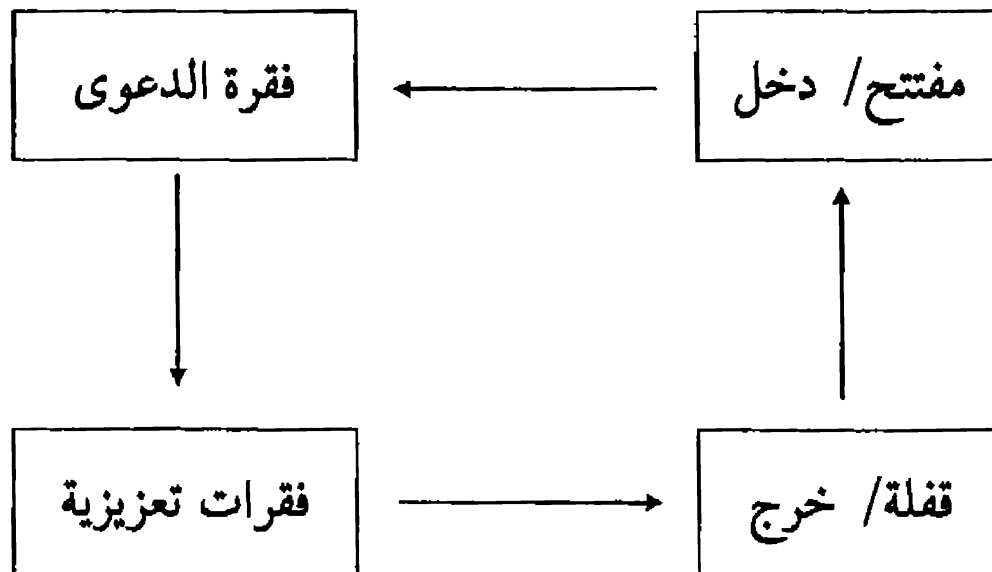 مفتتح/ دخل
فقرة الدعوى
فقرات تعزيزية
قفلة/ خرج